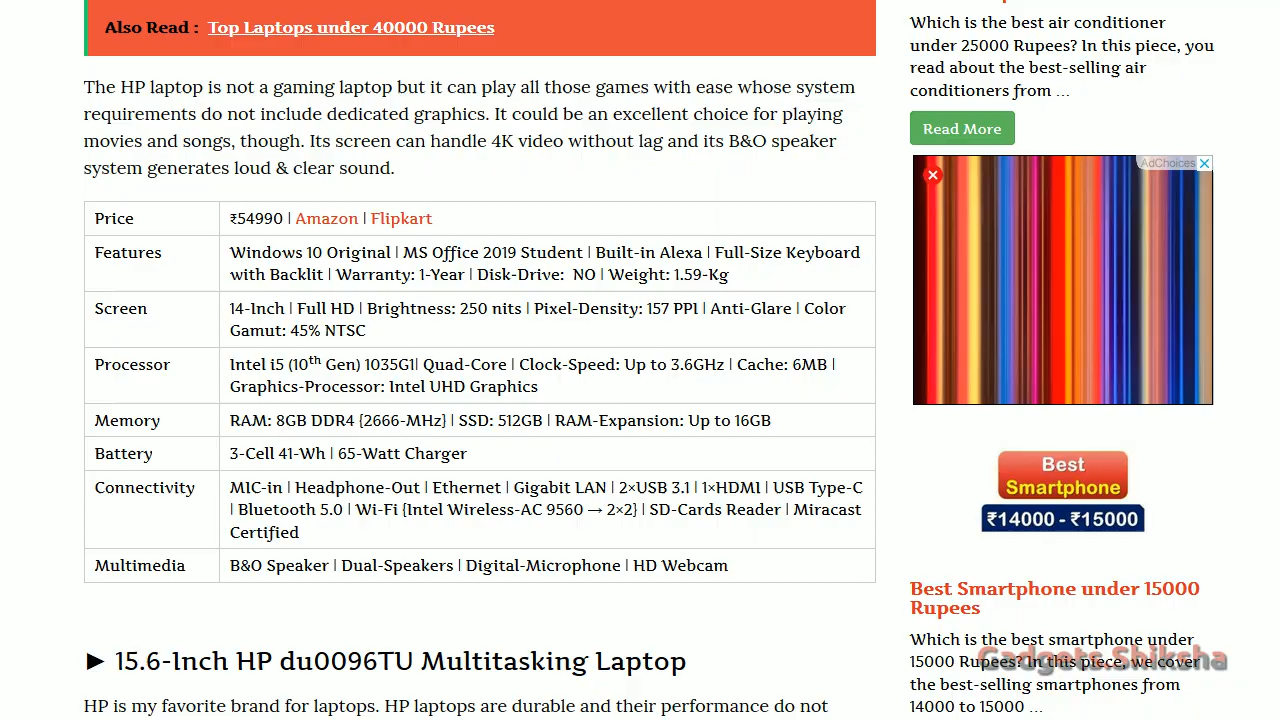 Also Read : Top Laptops under 40000 Rupees
The HP laptop is not a gaming laptop but it can play all those games with ease whose system
requirements do not include dedicated graphics. It could be an excellent choice for playing
movies and songs, though. Its screen can handle 4K video without lag and its B&O speaker
system generates loud & clear sound.
Price ₹54990 | Amazon | Flipkart
Features Windows 10 Original | MS Office 2019 Student | Built-in Alexa | Full-Size Keyboard
with Backlit | Warranty: 1-Year | Disk-Drive: NO | Weight: 1.59-Kg
Screen 14-Inch | Full HD | Brightness: 250 nits | Pixel-Density: 157 PPI | Anti-Glare | Color
Gamut: 45% NTSC
Processor Intel i5 (10th Gen) 1035G1| Quad-Core | Clock-Speed: Up to 3.6GHz | Cache: 6MB |
Graphics-Processor: Intel UHD Graphics
Memory RAM: 8GB DDR4 {2666-MHz} | SSD: 512GB | RAM-Expansion: Up to 16GB
Battery 3-Cell 41-Wh | 65-Watt Charger
Connectivity MIC-in | Headphone-Out | Ethernet | Gigabit LAN | 2×USB 3.1 | 1×HDMI | USB Type-C
| Bluetooth 5.0 | Wi-Fi {Intel Wireless-AC 9560 → 2×2} | SD-Cards Reader | Miracast
Certified
Multimedia B&O Speaker | Dual-Speakers | Digital-Microphone | HD Webcam
► 15.6-Inch HP du0096TU Multitasking Laptop
HP is my favorite brand for laptops. HP laptops are durable and their performance do not
Which is the best air conditioner
under 25000 Rupees? In this piece, you
read about the best-selling air
conditioners from ...
Read More
AdChoices
Best
Smartphone
₹14000 - ₹15000
Best Smartphone under 15000
Rupees
Which is the best smartphone under
15000 Rupees? In this piece, we cover
the best-selling smartphones from
14000 to 15000 ...
Gadgets.Shiksha